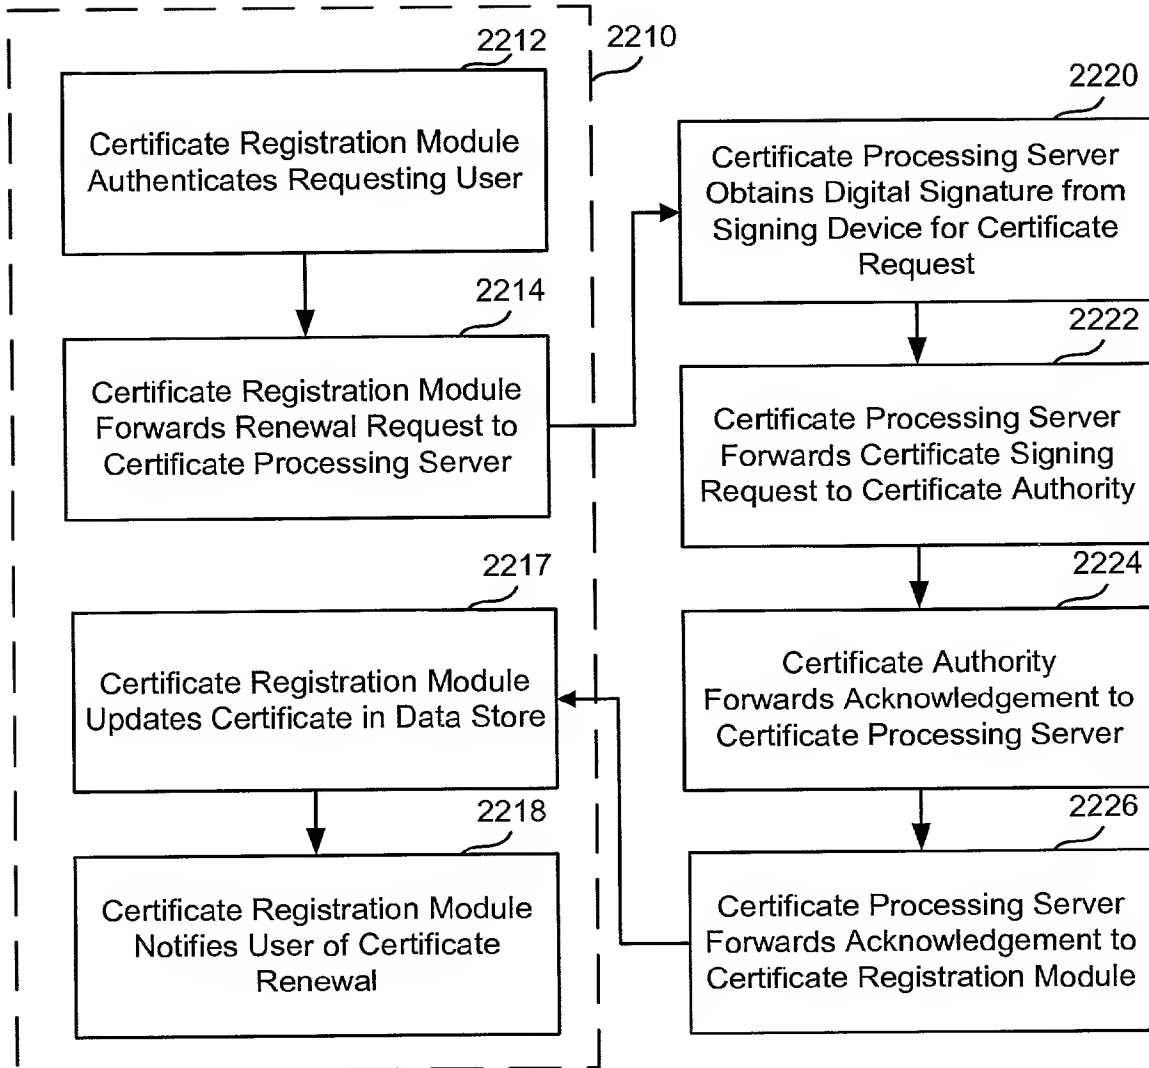 2212
2210
Certificate Registration Module
Authenticates Requesting User
2214
Certificate Registration Module
Forwards Renewal Request to
Certificate Processing Server
2217
Certificate Registration Module
Updates Certificate in Data Store
2218
Certificate Registration Module
Notifies User of Certificate
Renewal
2220
Certificate Processing Server
Obtains Digital Signature from
Signing Device for Certificate
Request
2222
Certificate Processing Server
Forwards Certificate Signing
Request to Certificate Authority
2224
Certificate Authority
Forwards Acknowledgement to
Certificate Processing Server
2226
Certificate Processing Server
Forwards Acknowledgement to
Certificate Registration Module